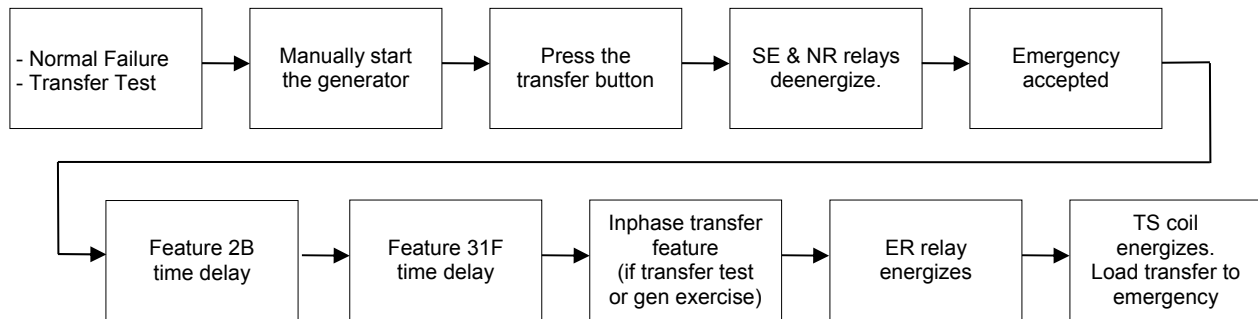 - Normal Failure
- Transfer Test
Manually start
the generator
Press the
transfer button
SE & NR relays
deenergize.
Emergency
accepted
Feature 2B
time delay
Feature 31F
time delay
Inphase transfer
feature
(if transfer test
or gen exercise)
ER relay
energizes
TS coil
energizes.
Load transfer to
emergency